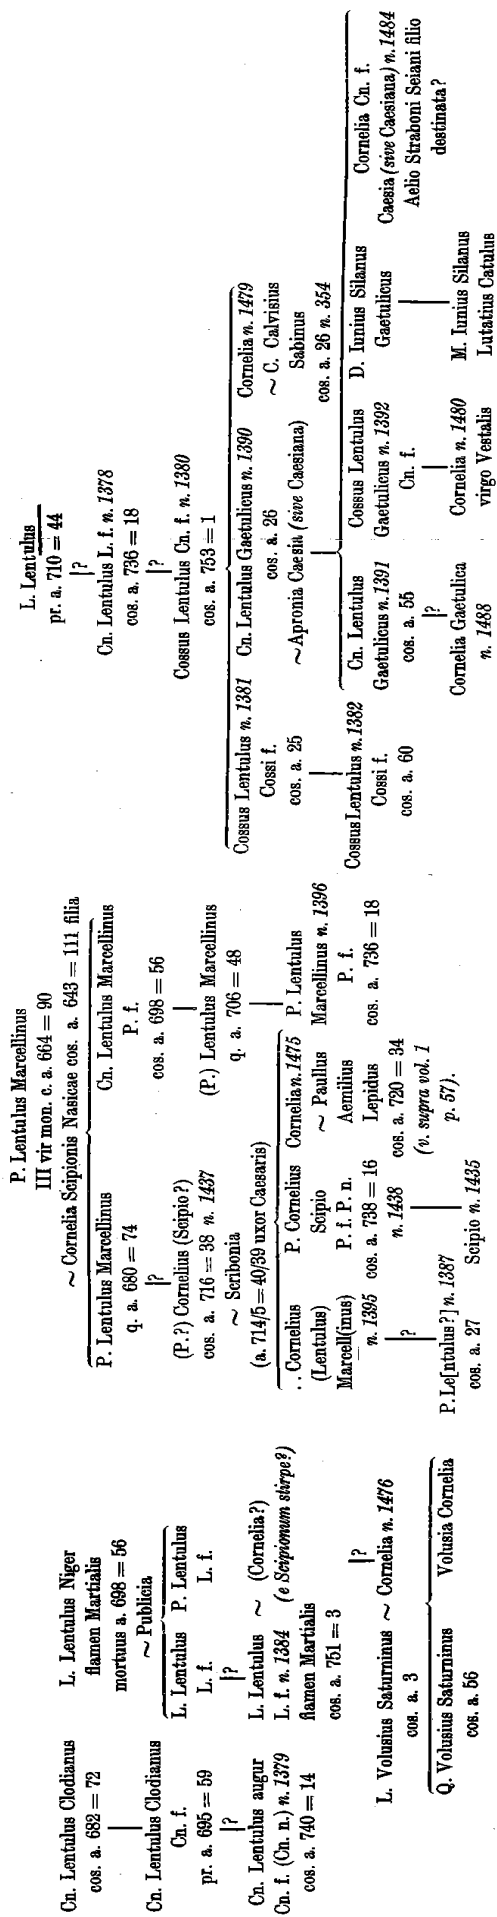 Cn. Lentulus Clodianus
cos. a. 682 = 72
Cn. Lentulus Clodianus
Cn. f.
pr. a. 695 = 59
?
Cn. Lentulus augur
Cn. f. (Cn. n.) n. 1379
cos. a. 740 = 14
L. Lentulus Niger
flamen Martialis
mortuus a. 698 = 56
~ Publicia
L. Lentulus
L. f.
P. Lentulus
L. f.
?
L. Lentulus ~ (Cornelia?)
L. f. n. 1384 (e Scipionum stirpe?)
flamen Martialis
cos. a. 751 = 3
?
L. Volusius Saturninus ~ Cornelia n. 1476
cos. a. 3
Q. Volusius Saturninus
cos. a. 56
Volusia Cornelia
P. Lentulus Marcellinus
III vir mon. c. a. 664 = 90
~ Cornelia Scipionis Nasicae cos. a. 643 = 111 filia
P. Lentulus Marcellinus
q. a. 680 = 74
?
(P.?) Cornelius (Scipio?)
cos. a. 716 = 38 n. 1437
~ Scribonia
(a. 714/5 = 40/39 uxor Caesaris)
Cn. Lentulus Marcellinus
P. f.
cos. a. 698 = 56
(P.) Lentulus Marcellinus
q. a. 706 = 48
. . Cornelius
(Lentulus)
Marcell(inus)
n. 1395
?
P. Le[ntulus?] n. 1387
cos. a. 27
P. Cornelius
Scipio
P. f. P. n.
cos. a. 738 = 16
n. 1438
Scipio n. 1435
Cornelia n. 1475
~ Paullus
Aemilius
Lepidus
cos. a. 720 = 34
(v. supra vol. 1
p. 57).
P. Lentulus
Marcellinus n. 1396
P. f.
cos. a. 736 = 18
L. Lentulus
pr. a. 710 = 44
?
Cn. Lentulus L. f. n. 1378
cos. a. 736 = 18
?
Cossus Lentulus Cn. f. n. 1380
cos. a. 753 = 1
Cossus Lentulus n. 1381
Cossi f.
cos. a. 25
Cossus Lentulus n. 1382
Cossi f.
cos. a. 60
Cn. Lentulus Gaetulicus n. 1390
cos. a. 26
~ Apronia Caesia (sive Caesiana)
Cornelia n. 1479
~ C. Calvisius
Sabinus
cos. a. 26 n. 354
Cn. Lentulus
Gaetulicus n. 1391
cos. a. 55
?
Cornelia Gaetulica
n. 1488
Cossus Lentulus
Gaetulicus n. 1392
Cn. f.
Cornelia n. 1480
virgo Vestalis
D. Iunius Silanus
Gaetulicus
M. Iunius Silanus
Lutatius Catulus
Cornelia Cn. f.
Caesia (sive Caesiana) n. 1484
Aelio Straboni Seiani filio
destinata?